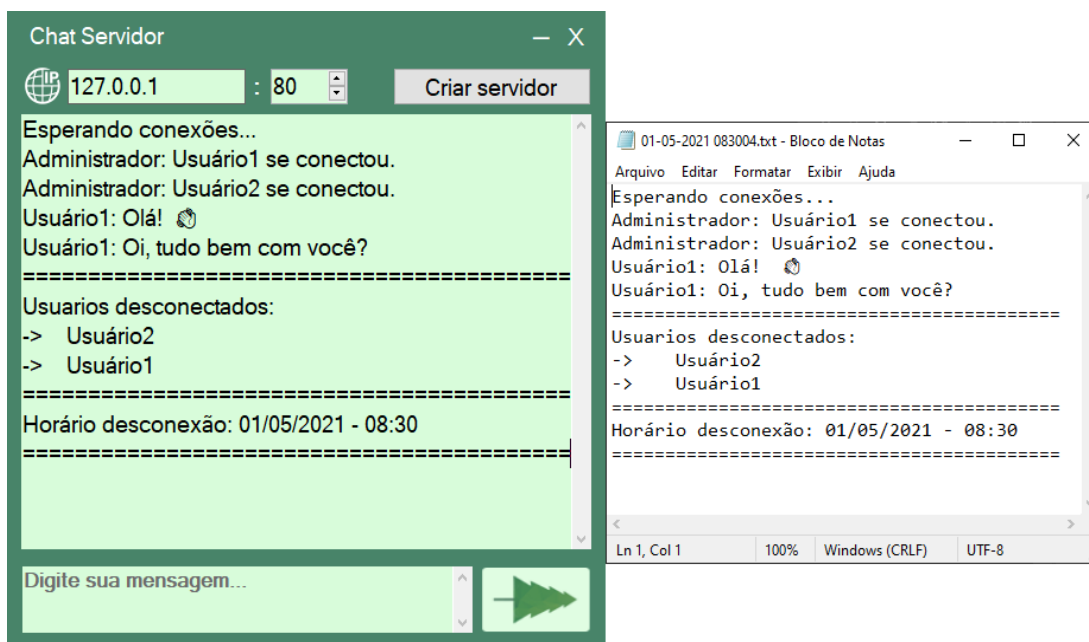 Chat Servidor
IP 127.0.0.1 : 80 Criar servidor
Esperando conexões...
Administrador: Usuário1 se conectou.
Administrador: Usuário2 se conectou.
Usuário1: Olá! 👋
Usuário1: Oi, tudo bem com você?
==========================================
Usuarios desconectados:
-> Usuário2
-> Usuário1
==========================================
Horário desconexão: 01/05/2021 - 08:30
==========================================
Digite sua mensagem...
01-05-2021 083004.txt - Bloco de Notas
Arquivo Editar Formatar Exibir Ajuda
Esperando conexões...
Administrador: Usuário1 se conectou.
Administrador: Usuário2 se conectou.
Usuário1: Olá! 👋
Usuário1: Oi, tudo bem com você?
==========================================
Usuarios desconectados:
-> Usuário2
-> Usuário1
==========================================
Horário desconexão: 01/05/2021 - 08:30
==========================================
Ln 1, Col 1 100% Windows (CRLF) UTF-8